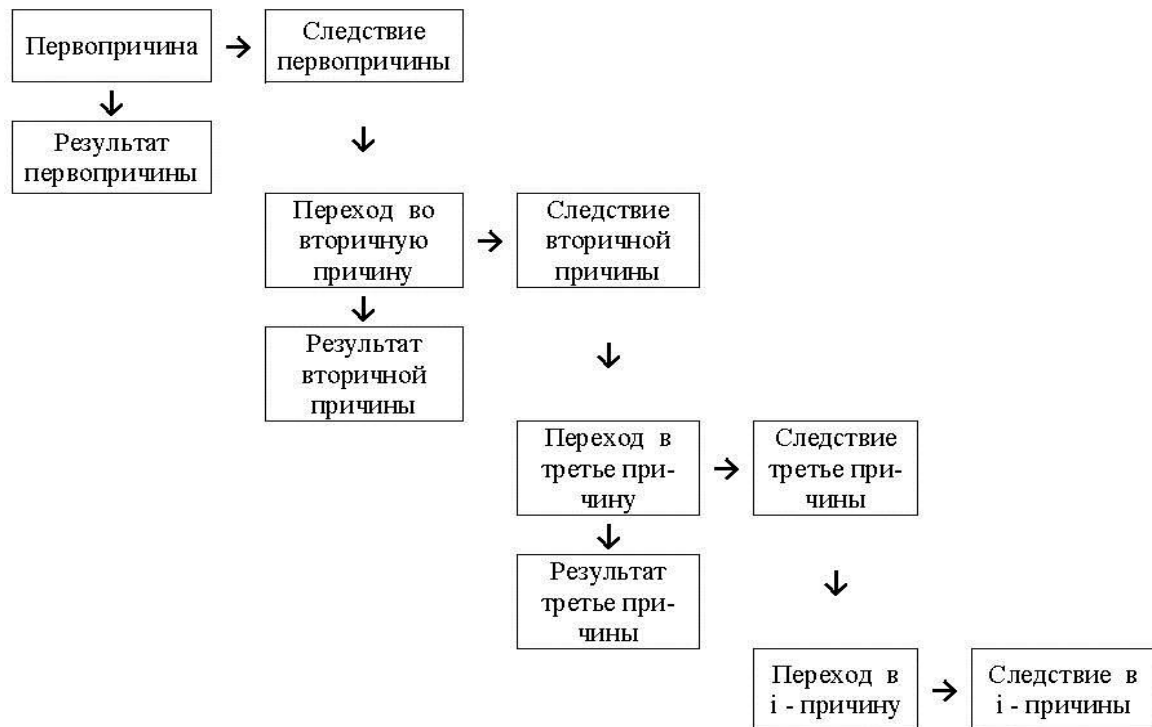 Первопричина
Следствие
первопричины
Результат
первопричины
Переход во
вторичную
причину
Следствие
вторичной
причины
Результат
вторичной
причины
Переход в
третье при-
чину
Следствие
третье при-
чины
Результат
третье при-
чины
Переход в
i - причину
Следствие в
i - причины